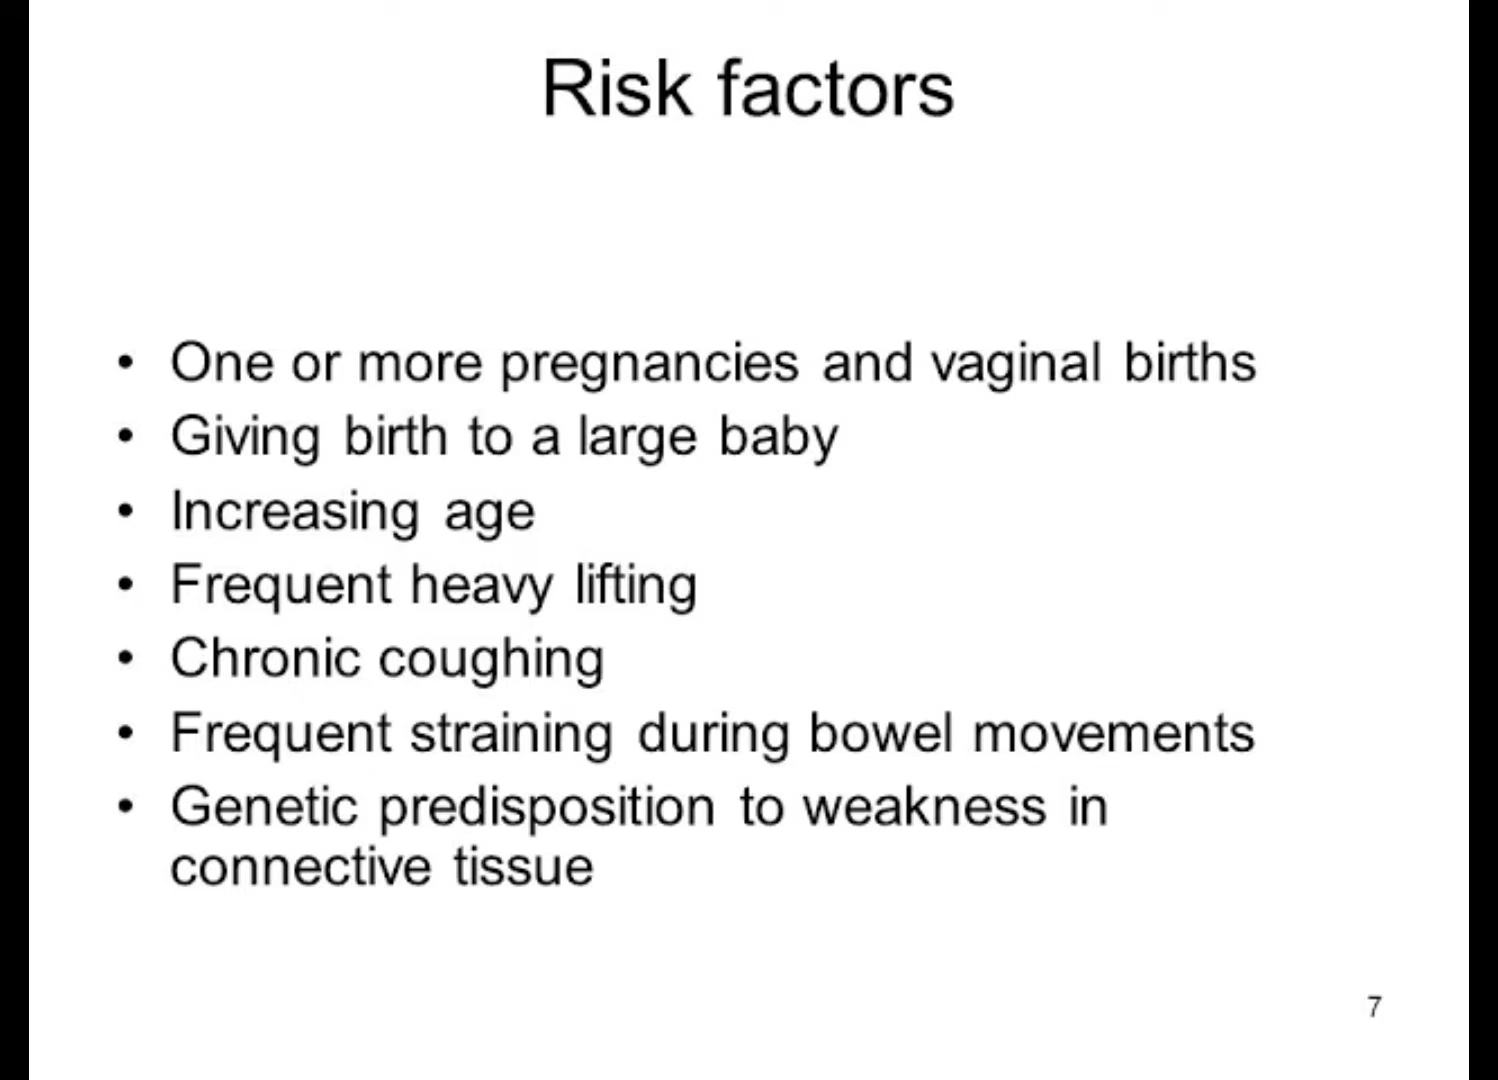 Risk factors
• One or more pregnancies and vaginal births
• Giving birth to a large baby
• Increasing age
• Frequent heavy lifting
• Chronic coughing
• Frequent straining during bowel movements
• Genetic predisposition to weakness in
connective tissue
7